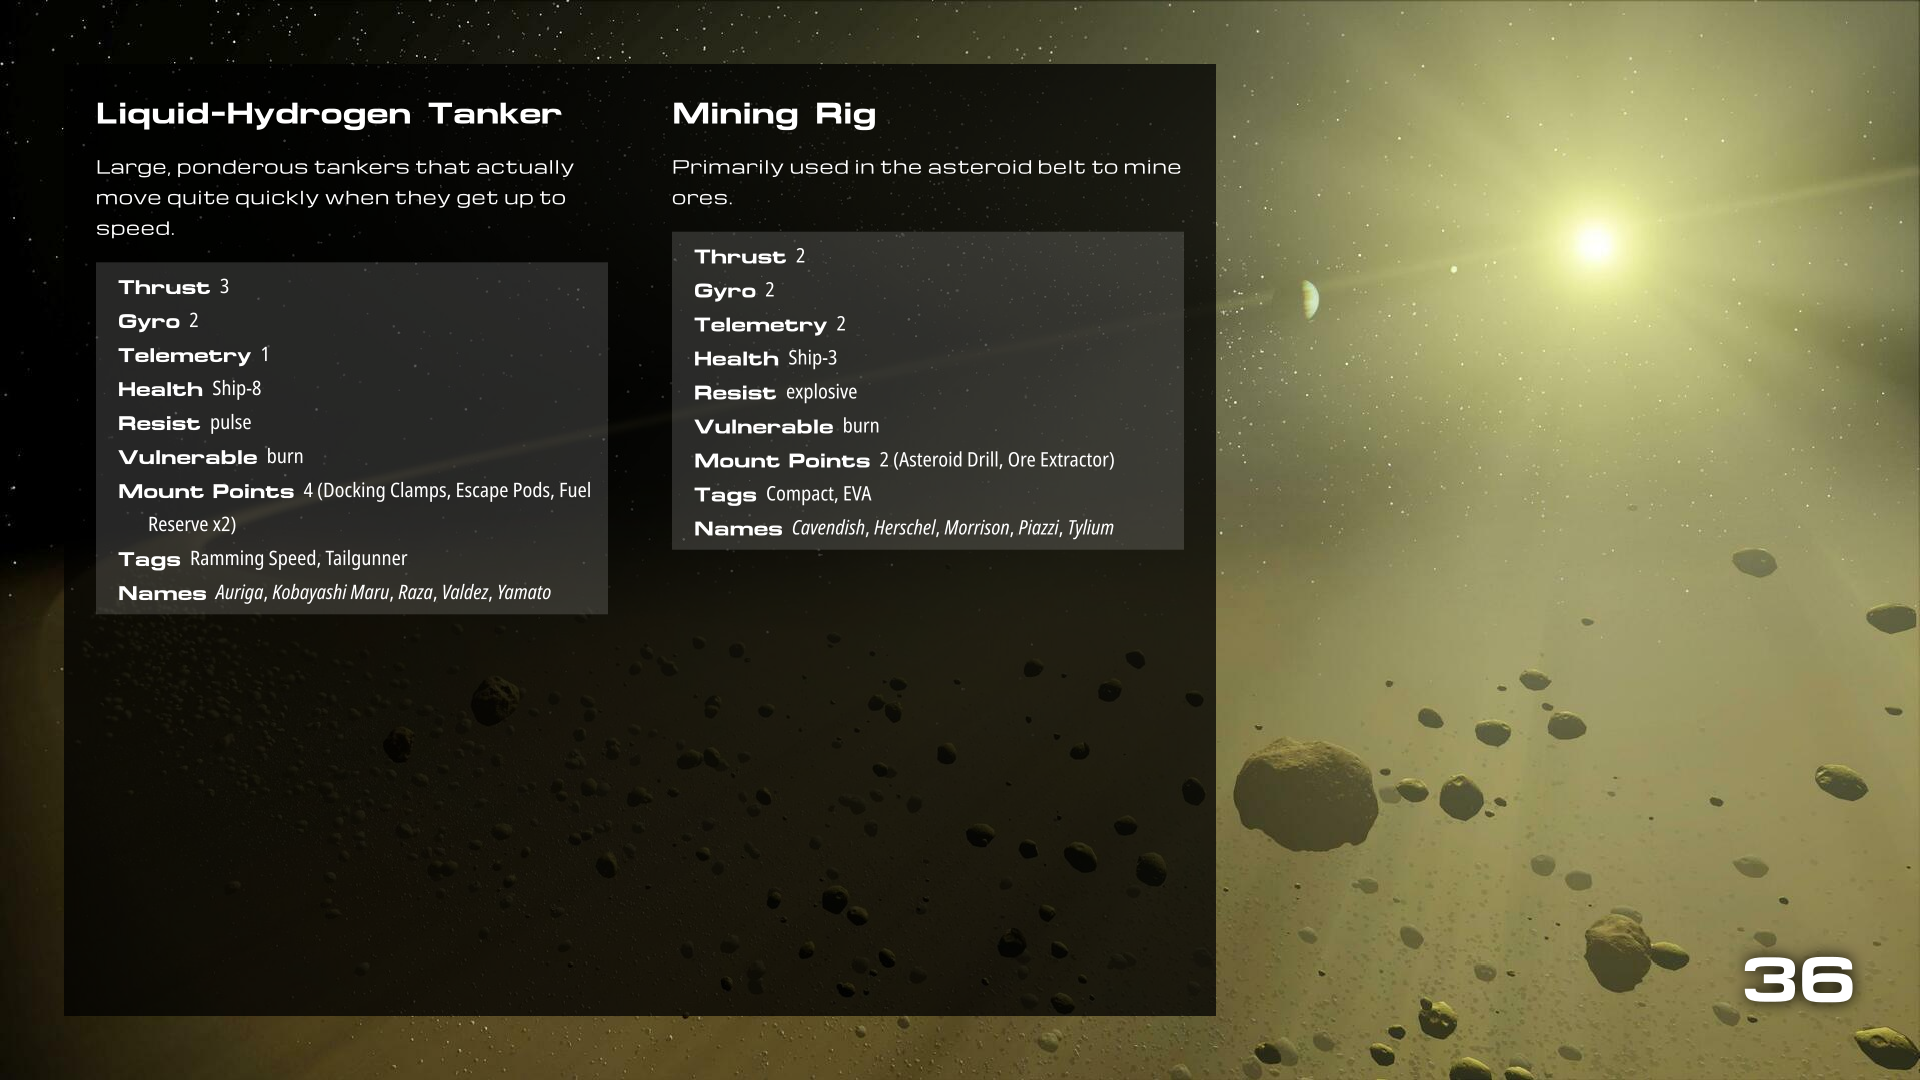 Liquid-Hydrogen Tanker
Large, ponderous tankers that actually
move quite quickly when they get up to
speed.
Thrust 3
Gyro 2
Telemetry 1
Health Ship-8
Resist pulse
Vulnerable burn
Mount Points 4 (Docking Clamps, Escape Pods, Fuel
Reserve x2)
Tags Ramming Speed, Tailgunner
Names Auriga, Kobayashi Maru, Raza, Valdez, Yamato
Mining Rig
Primarily used in the asteroid belt to mine
ores.
Thrust 2
Gyro 2
Telemetry 2
Health Ship-3
Resist explosive
Vulnerable burn
Mount Points 2 (Asteroid Drill, Ore Extractor)
Tags Compact, EVA
Names Cavendish, Herschel, Morrison, Piazzi, Tylium
36